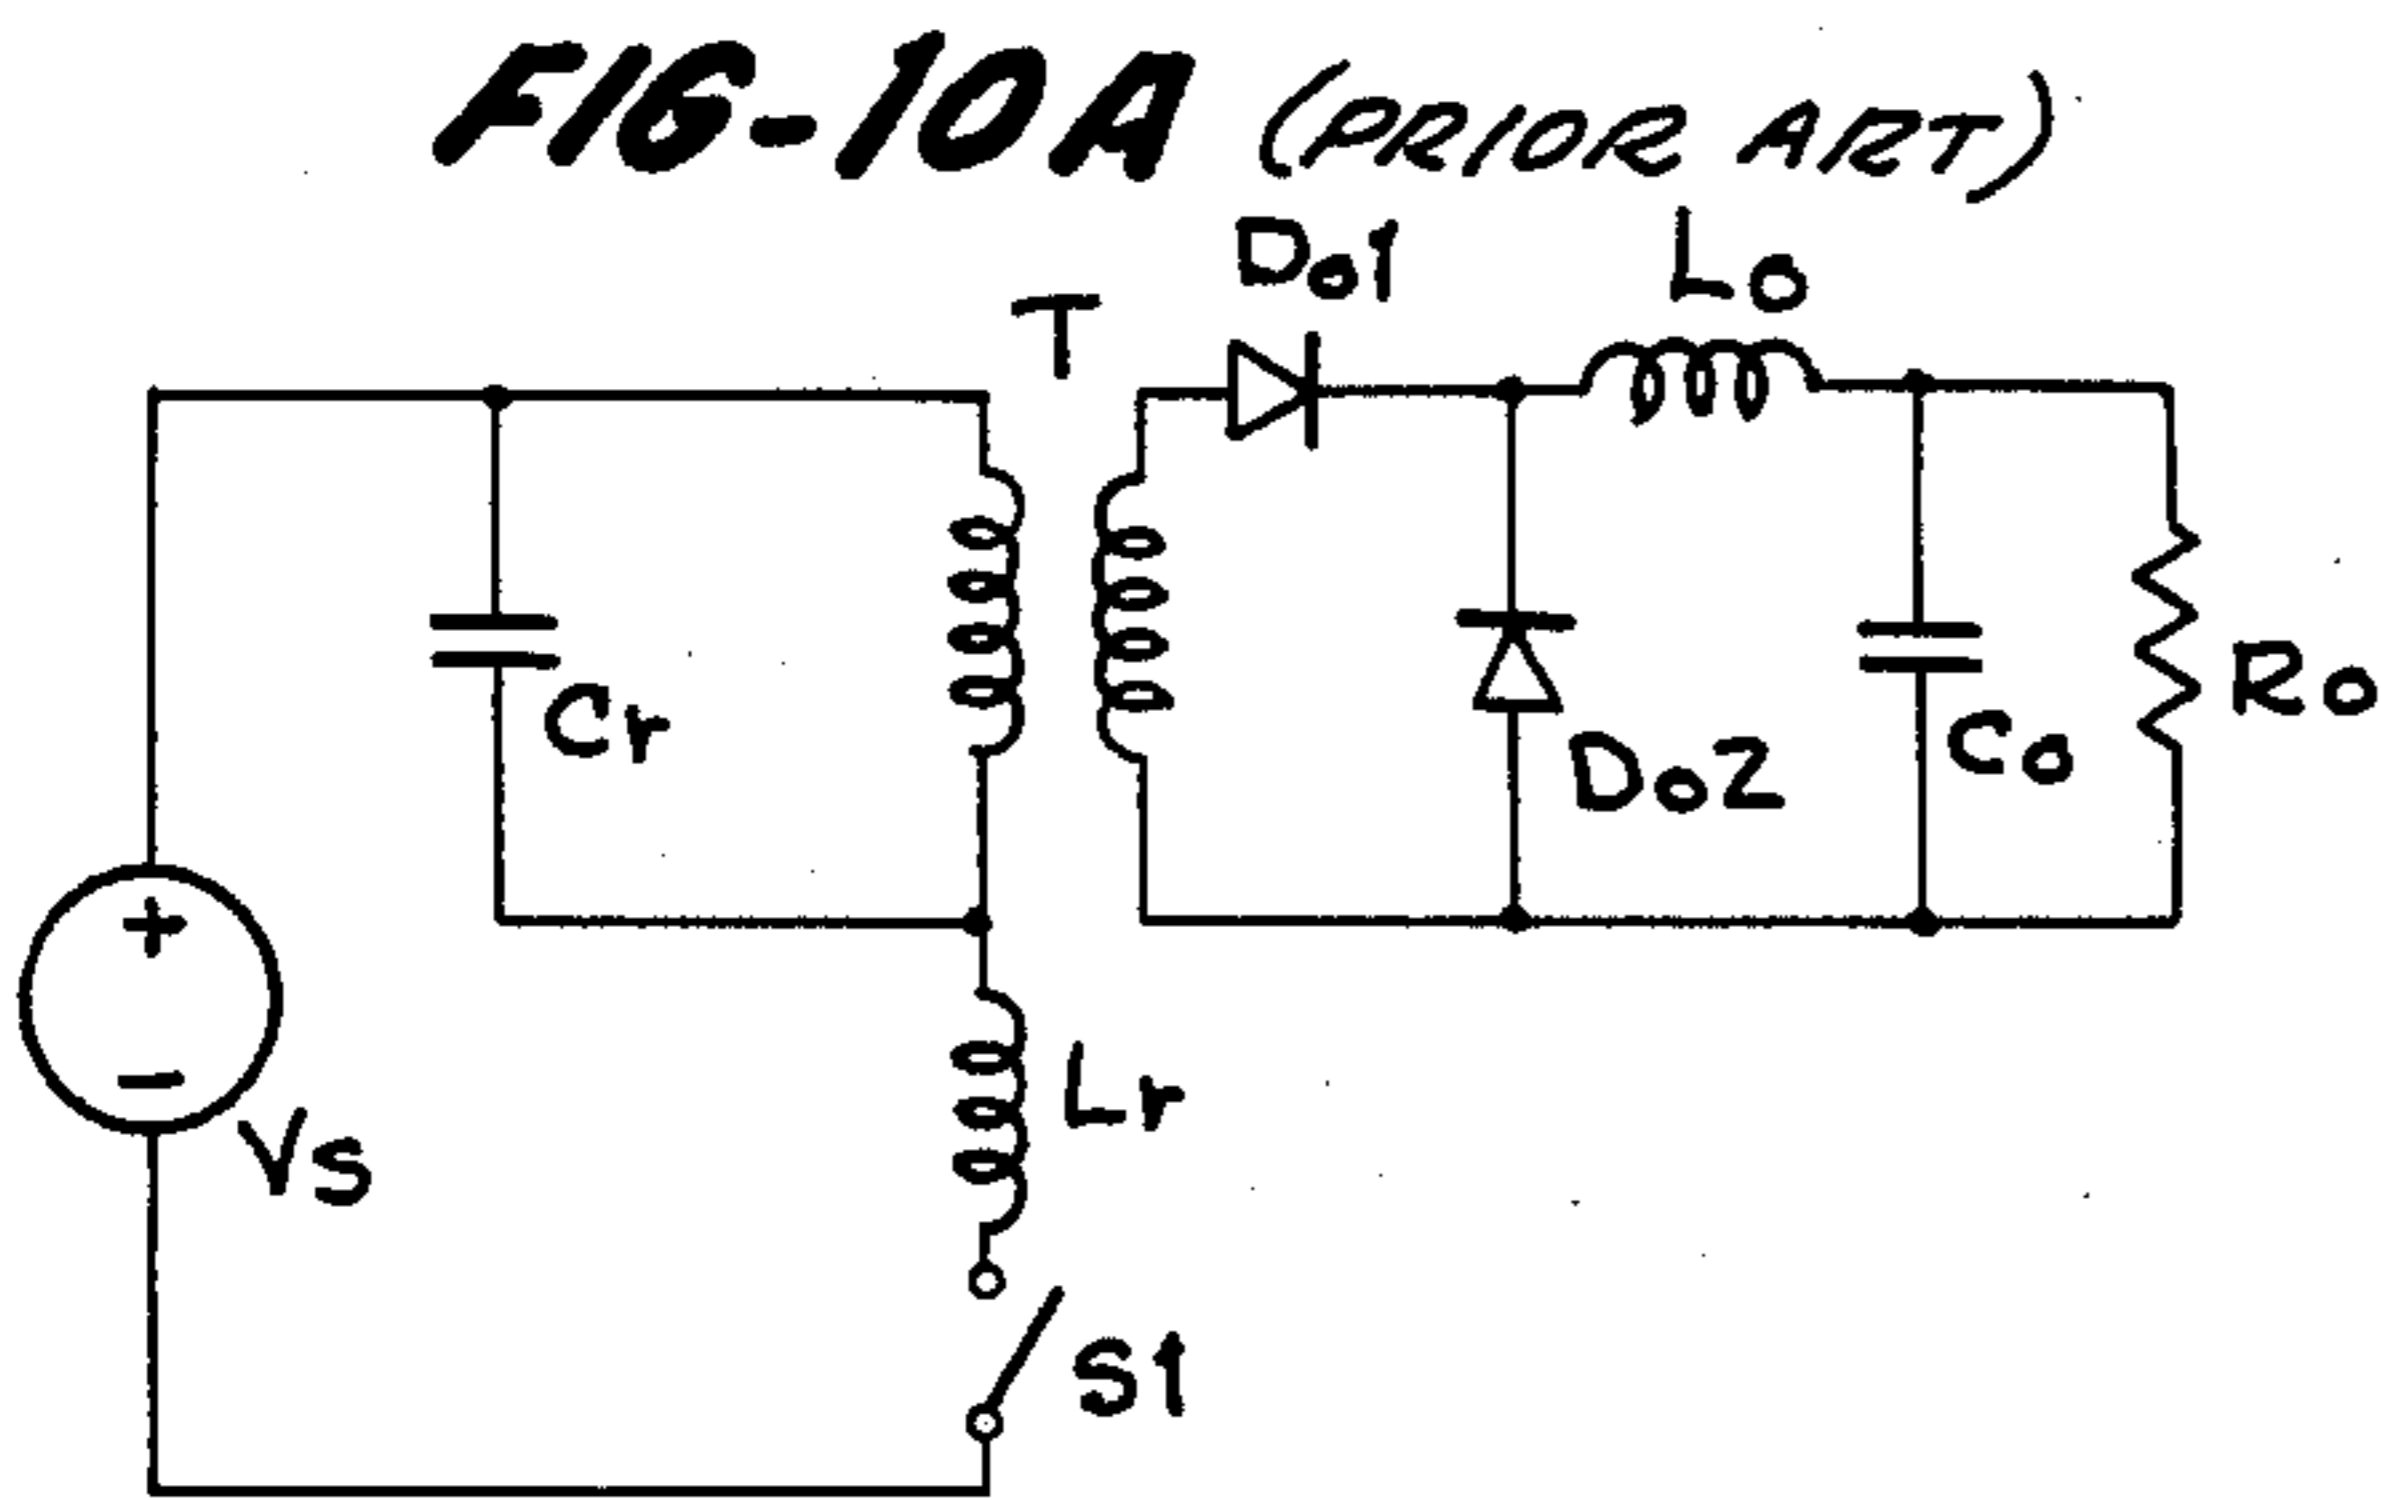 FIG-10A (PRIOR ART)
Do1
Lo
T
Cr
Do2
Co
Ro
+
−
Vs
Lr
S1